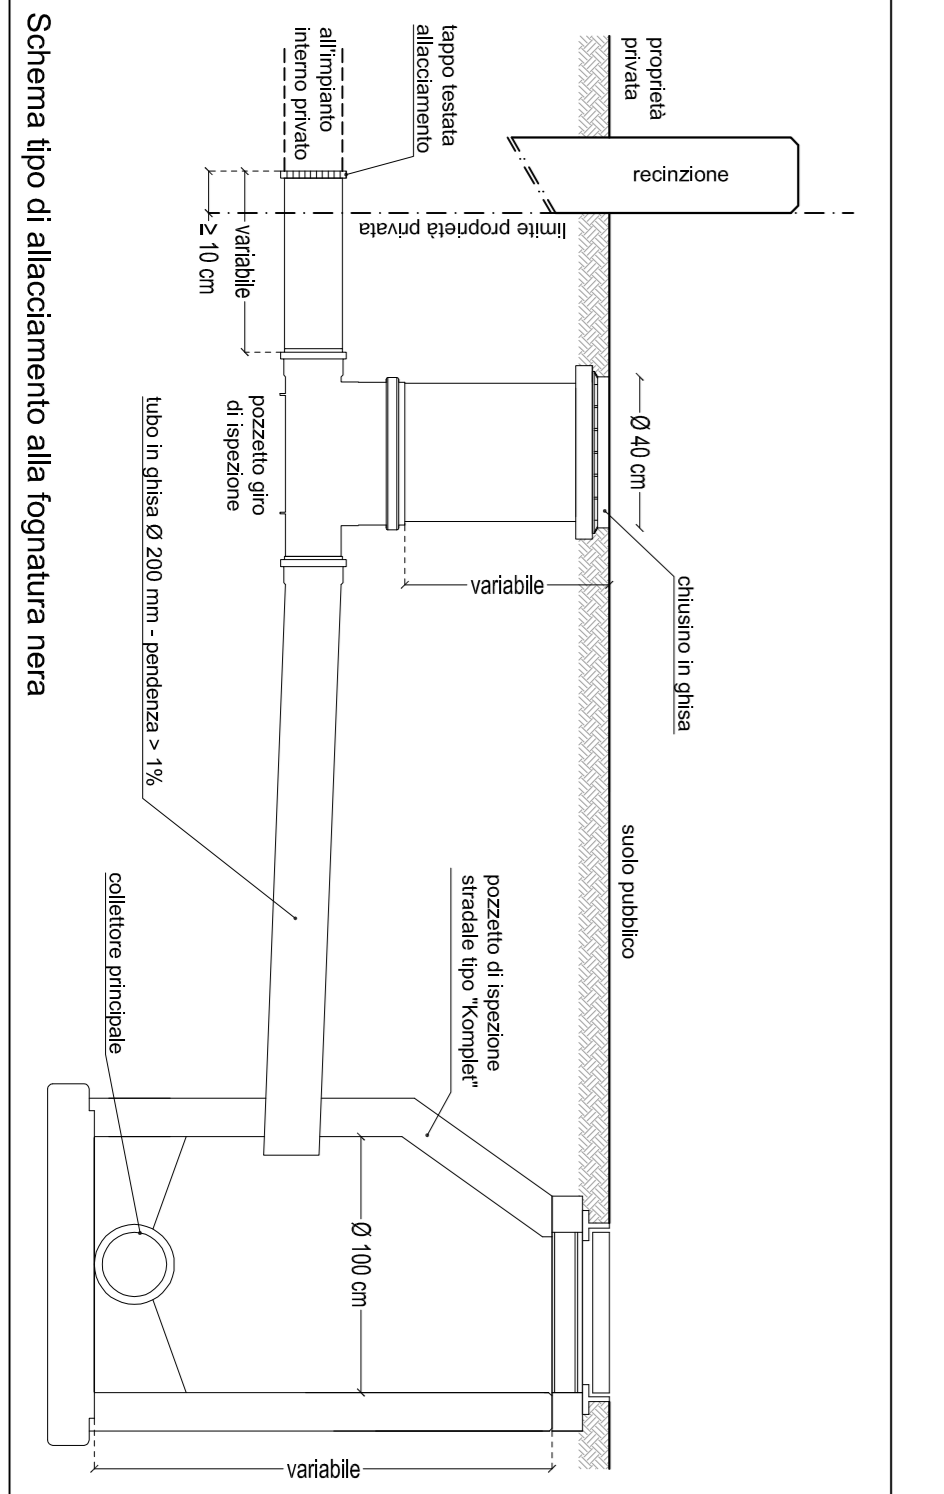 proprietà
privata
recinzione
limite proprietà privata
tappo testata
allacciamento
all'impianto
interno privato
variabile
≥ 10 cm
Ø 40 cm
chiusino in ghisa
variabile
pozzetto giro
di ispezione
tubo in ghisa Ø 200 mm - pendenza > 1%
suolo pubblico
pozzetto di ispezione
stradale tipo "Komplet"
collettore principale
Ø 100 cm
variabile
Schema tipo di allacciamento alla fognatura nera